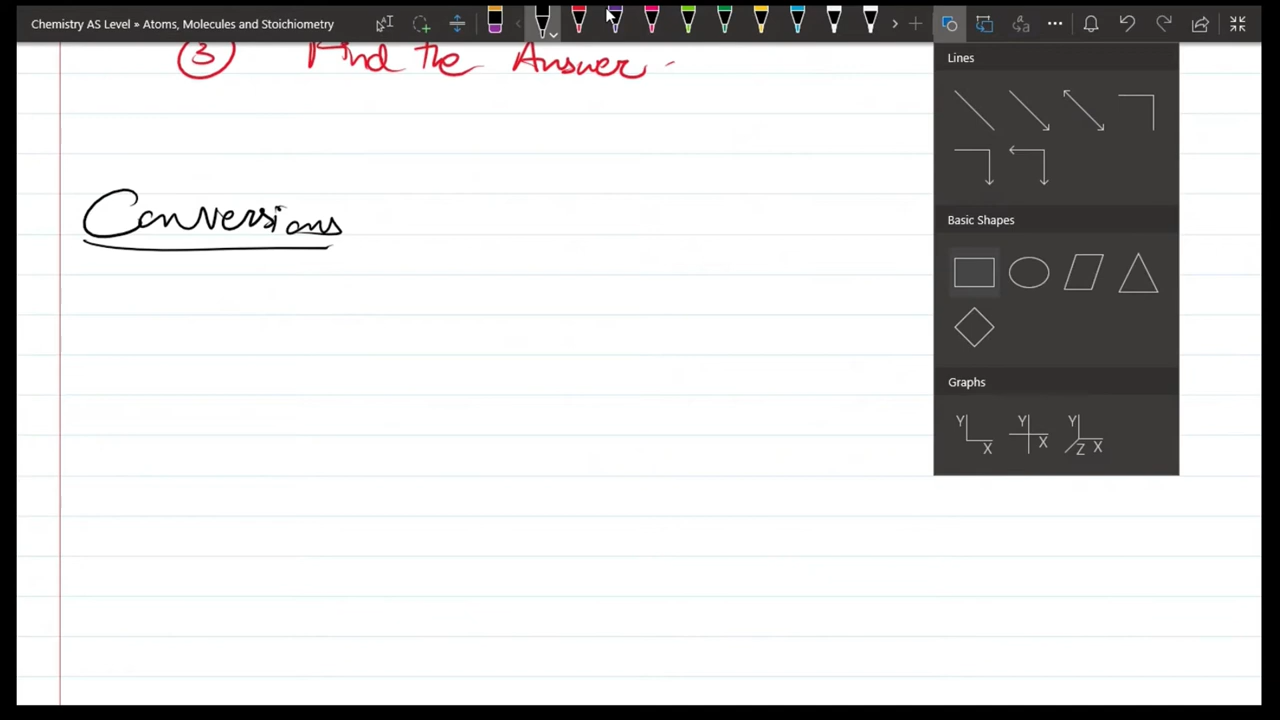 Chemistry AS Level » Atoms, Molecules and Stoichiometry
③ Find the Answer -
Conversions
Lines
Basic Shapes
Graphs
Y X
Y X
Y Z X